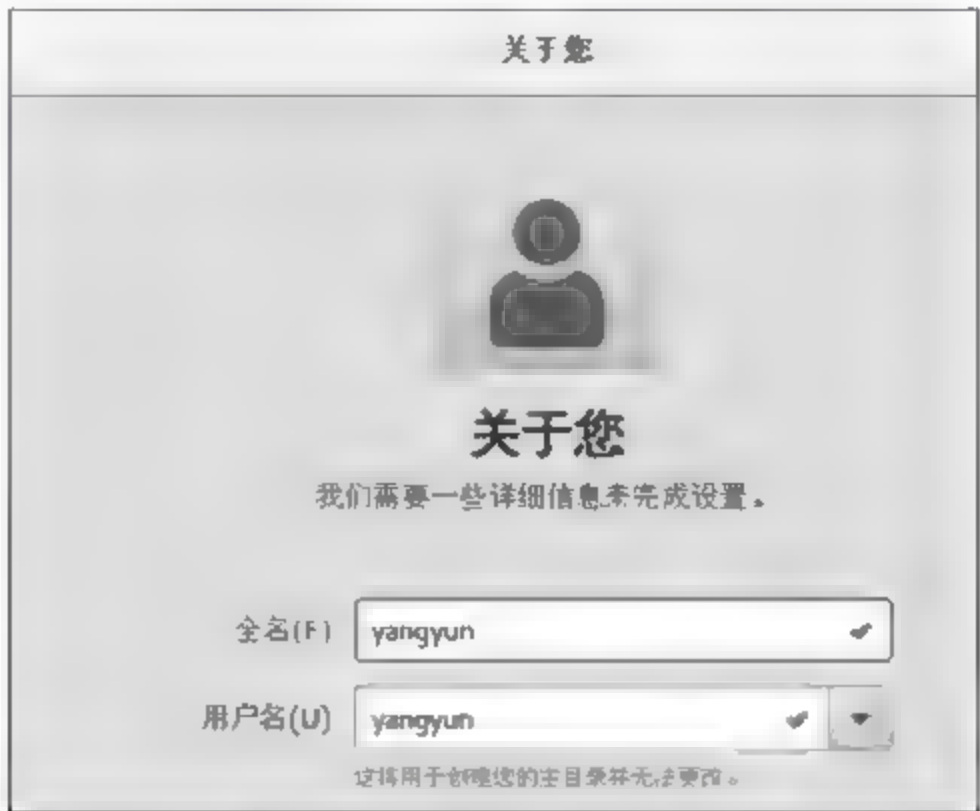 关于您
关于您
我们需要一些详细信息来完成设置。
全名(F)
yangyun
用户名(U)
yangyun
这将用于创建您的主目录并无法更改。